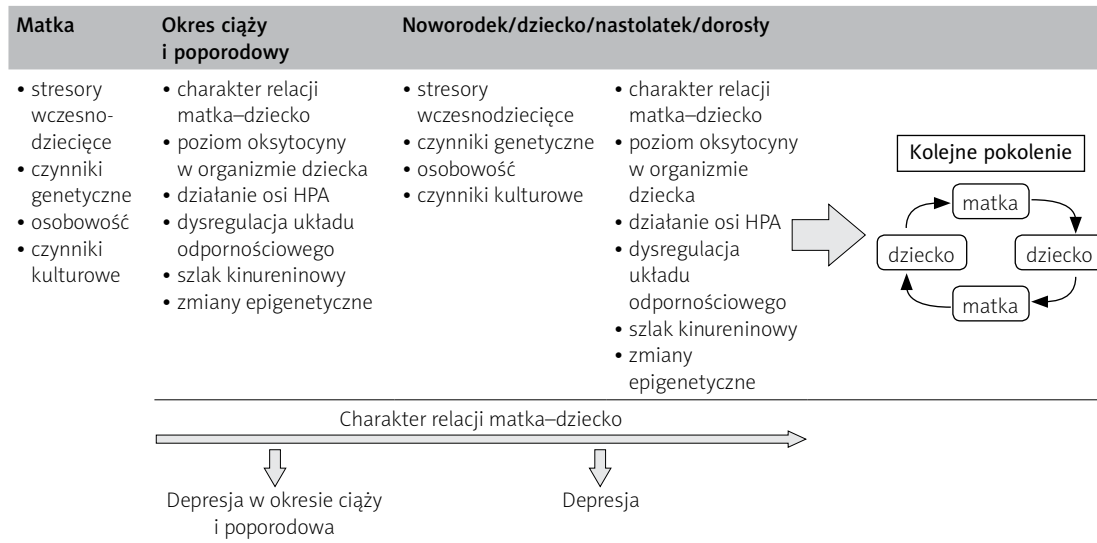 Matka
Okres ciąży
i poporodowy
Noworodek/dziecko/nastolatek/dorosły
• stresory
wczesno-
dziecięce
• czynniki
genetyczne
• osobowość
• czynniki
kulturowe
• charakter relacji
matka–dziecko
• poziom oksytocyny
w organizmie dziecka
• działanie osi HPA
• dysregulacja układu
odpornościowego
• szlak kinureninowy
• zmiany epigenetyczne
• stresory
wczesnodziecięce
• czynniki genetyczne
• osobowość
• czynniki kulturowe
• charakter relacji
matka–dziecko
• poziom oksytocyny
w organizmie
dziecka
• działanie osi HPA
• dysregulacja
układu
odpornościowego
• szlak kinureninowy
• zmiany
epigenetyczne
Kolejne pokolenie
matka
dziecko
dziecko
matka
Charakter relacji matka–dziecko
Depresja w okresie ciąży
i poporodowa
Depresja